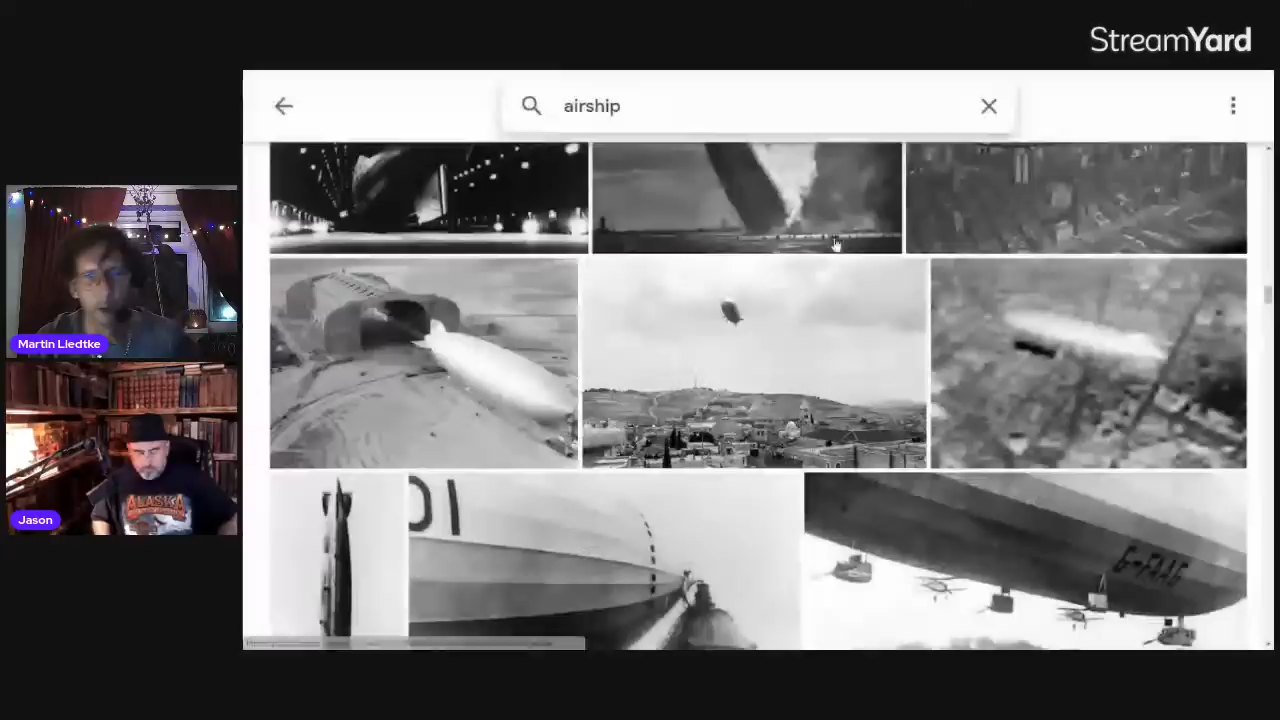 StreamYard
airship
Martin Liedtke
ALASKA
Jason
01
G-FAAG